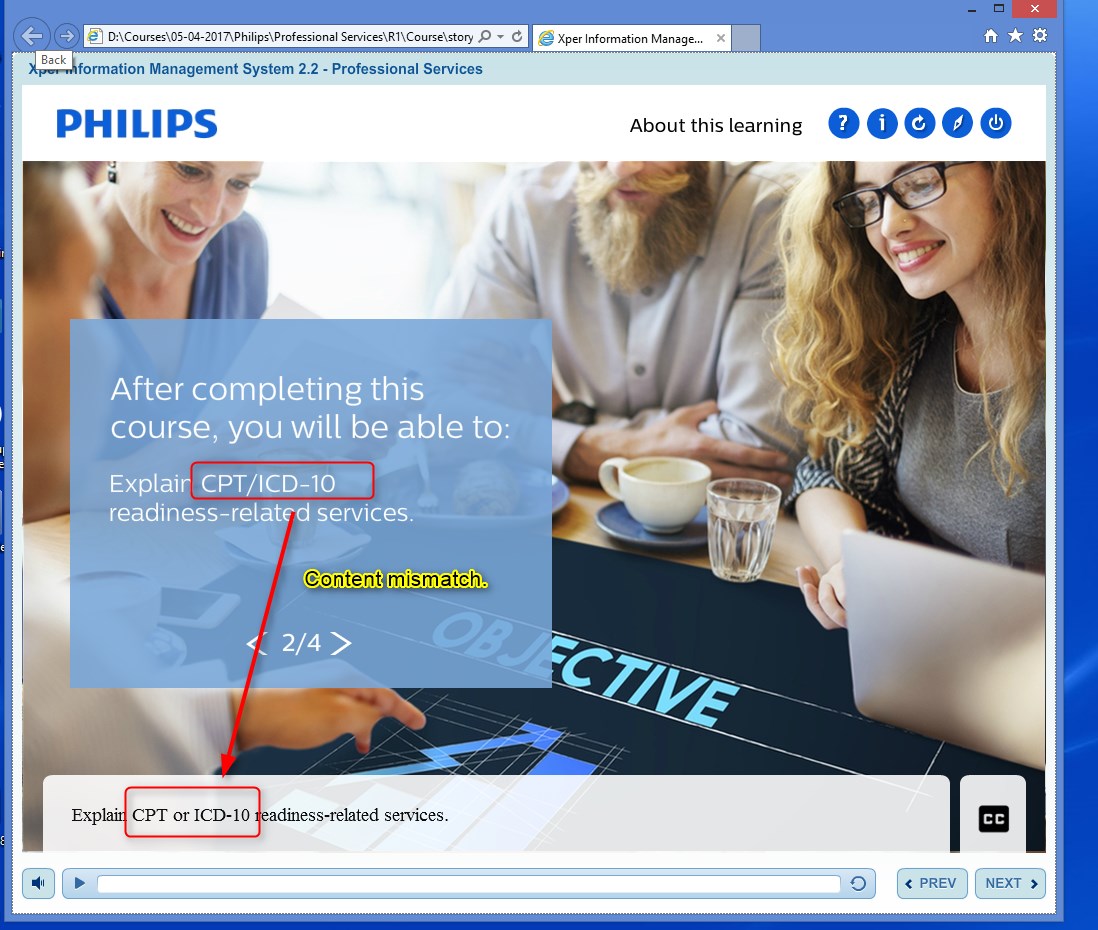 D:\Courses\05-04-2017\Philips\Professional Services\R1\Course\story
Xper Information Manage...
Back
Xper Information Management System 2.2 - Professional Services
PHILIPS
About this learning
? i
After completing this
course, you will be able to:
Explain CPT/ICD-10
readiness-related services.
Content mismatch.
2/4
OBJECTIVE
Explain CPT or ICD-10 readiness-related services.
CC
PREV
NEXT